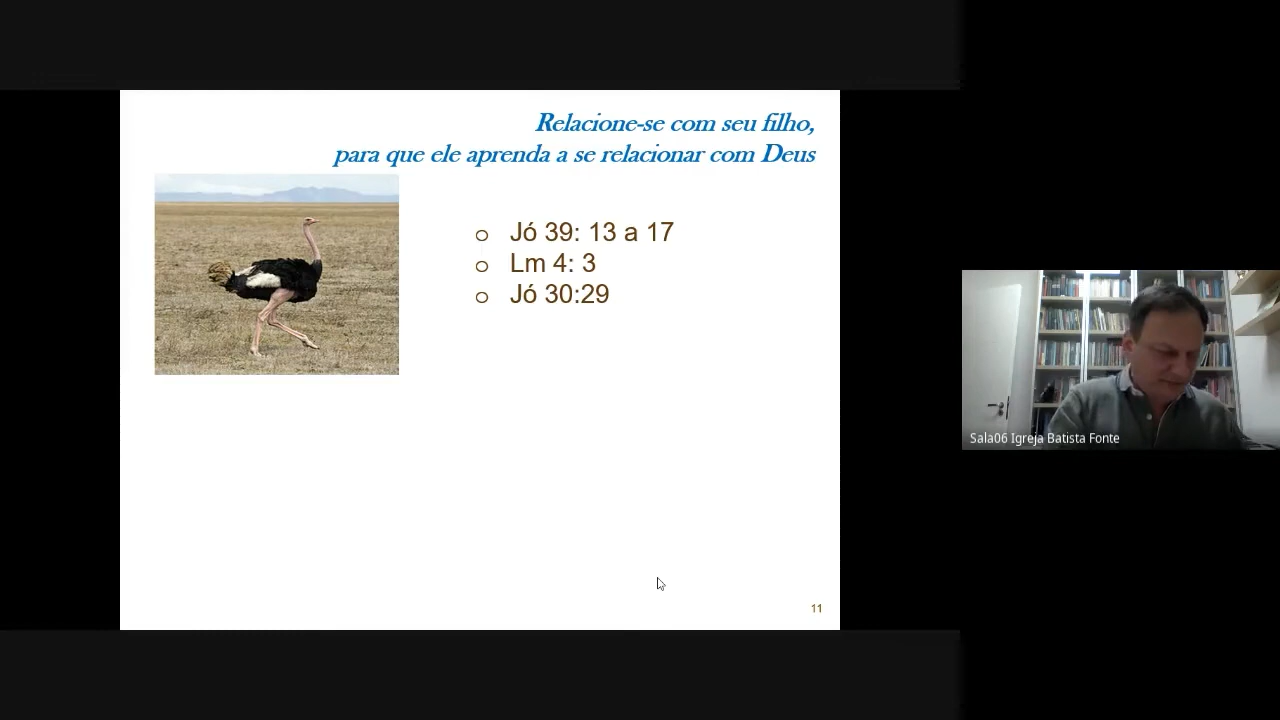 Relacione-se com seu filho,
para que ele aprenda a se relacionar com Deus
o Jó 39: 13 a 17
o Lm 4: 3
o Jó 30:29
Sala06 Igreja Batista Fonte
11